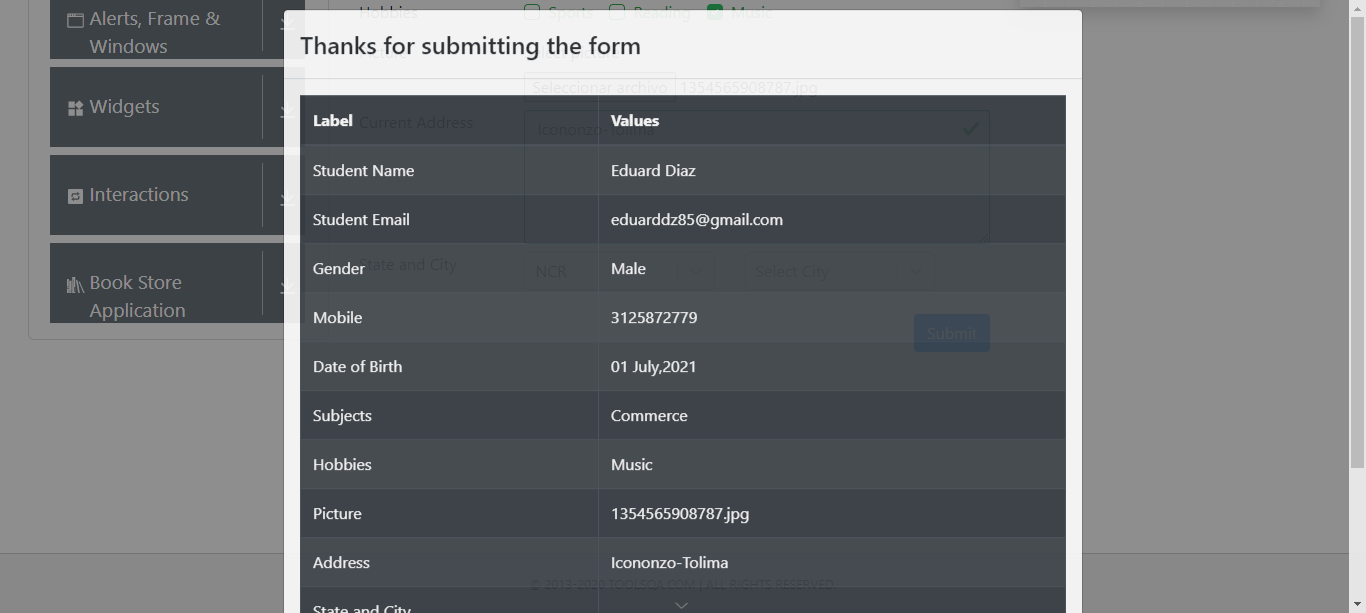 Alerts, Frame &
Windows
Widgets
Interactions
Book Store
Application
Hobbies
Sports
Reading
Music
Thanks for submitting the form
Seleccionar archivo 1354565908787.jpg
Current Address
Icononzo-Tolima
State and City
NCR
Select City
Submit
Label Values
Student Name Eduard Diaz
Student Email eduarddz85@gmail.com
Gender Male
Mobile 3125872779
Date of Birth 01 July,2021
Subjects Commerce
Hobbies Music
Picture 1354565908787.jpg
Address Icononzo-Tolima
State and City
© 2013-2020 TOOLSQA.COM | ALL RIGHTS RESERVED.